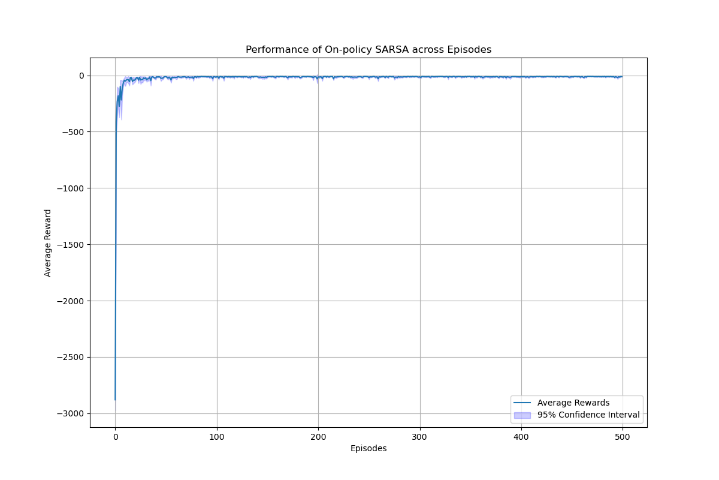 Performance of On-policy SARSA across Episodes
0
−500
−1000
−1500
−2000
−2500
−3000
Average Reward
Average Rewards
95% Confidence Interval
0
100
200
300
400
500
Episodes